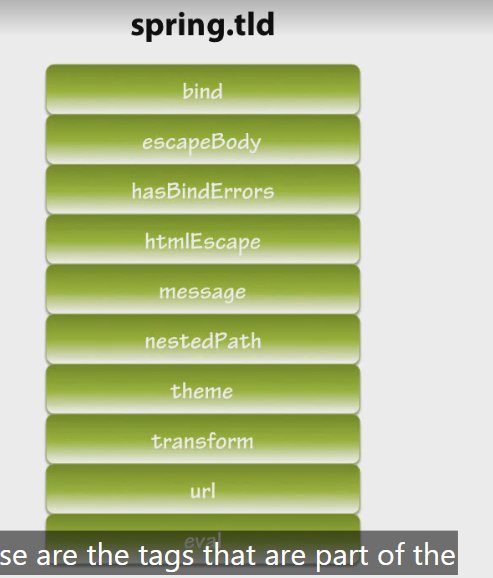 spring.tld
bind
escapeBody
hasBindErrors
htmlEscape
message
nestedPath
theme
transform
url
eval
se are the tags that are part of the